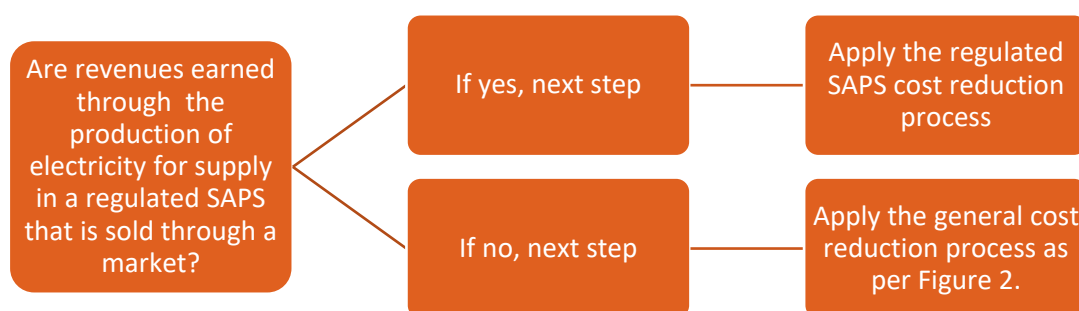 Are revenues earned
through the
production of
electricity for supply
in a regulated SAPS
that is sold through a
market?
If yes, next step
Apply the regulated
SAPS cost reduction
process
If no, next step
Apply the general cost
reduction process as
per Figure 2.